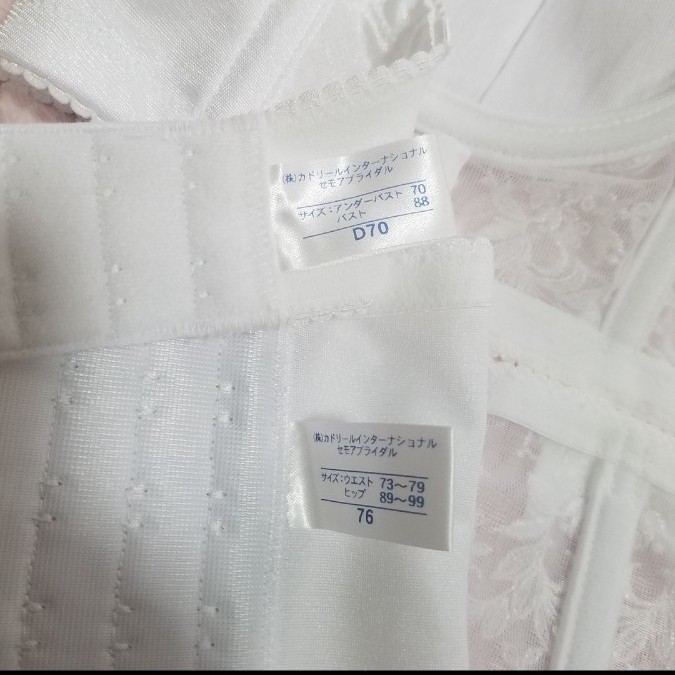 (株)カドリールインターナショナル
セモアブライダル
サイズ:アンダーバスト 70
バスト 88
D70
(株)カドリールインターナショナル
セモアブライダル
サイズ:ウエスト 73〜79
ヒップ 89〜99
76